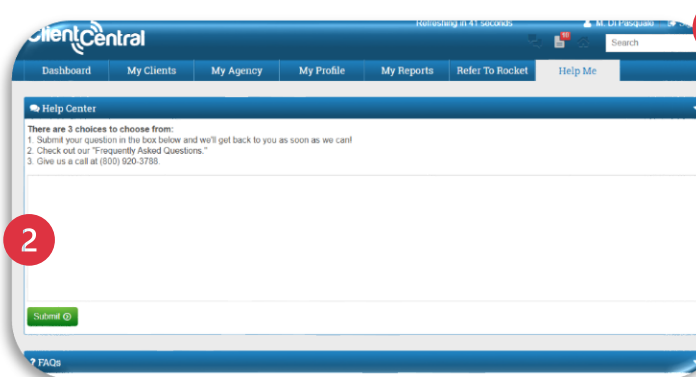 Refreshing in 41 seconds
M. Di Pasquale
ClientCentral
10
Search
Dashboard
My Clients
My Agency
My Profile
My Reports
Refer To Rocket
Help Me
Help Center
There are 3 choices to choose from:
1. Submit your question in the box below and we'll get back to you as soon as we can!
2. Check out our "Frequently Asked Questions."
3. Give us a call at (800) 920-3788.
2
Submit
? FAQs